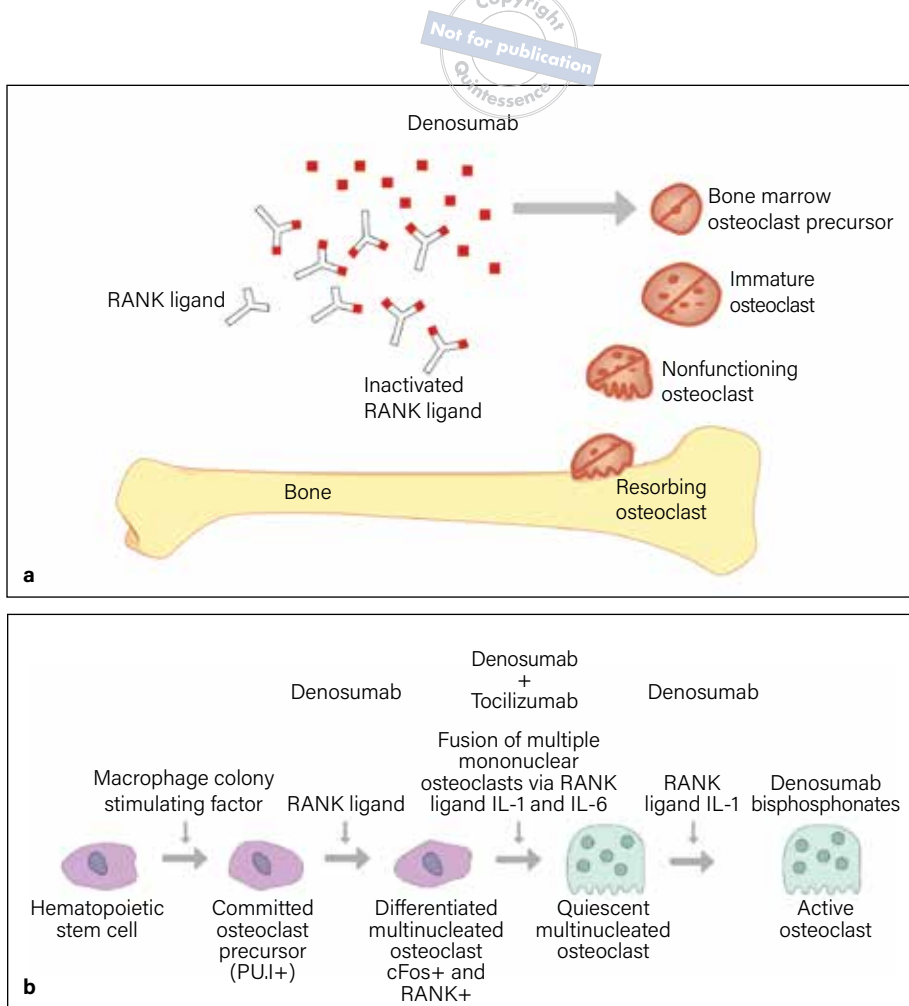 Copyright
Not for publication
Quintessence
Denosumab
Bone marrow
osteoclast precursor
Immature
osteoclast
RANK ligand
Nonfunctioning
osteoclast
Inactivated
RANK ligand
Bone
Resorbing
osteoclast
a
Denosumab
Denosumab
+
Tocilizumab
Denosumab
Macrophage colony
stimulating factor
RANK ligand
Fusion of multiple
mononuclear
osteoclasts via RANK
ligand IL-1 and IL-6
RANK
ligand IL-1
Denosumab
bisphosphonates
Hematopoietic
stem cell
Committed
osteoclast
precursor
(PU.I+)
Differentiated
multinucleated
osteoclast
cFos+ and
RANK+
Quiescent
multinucleated
osteoclast
Active
osteoclast
b